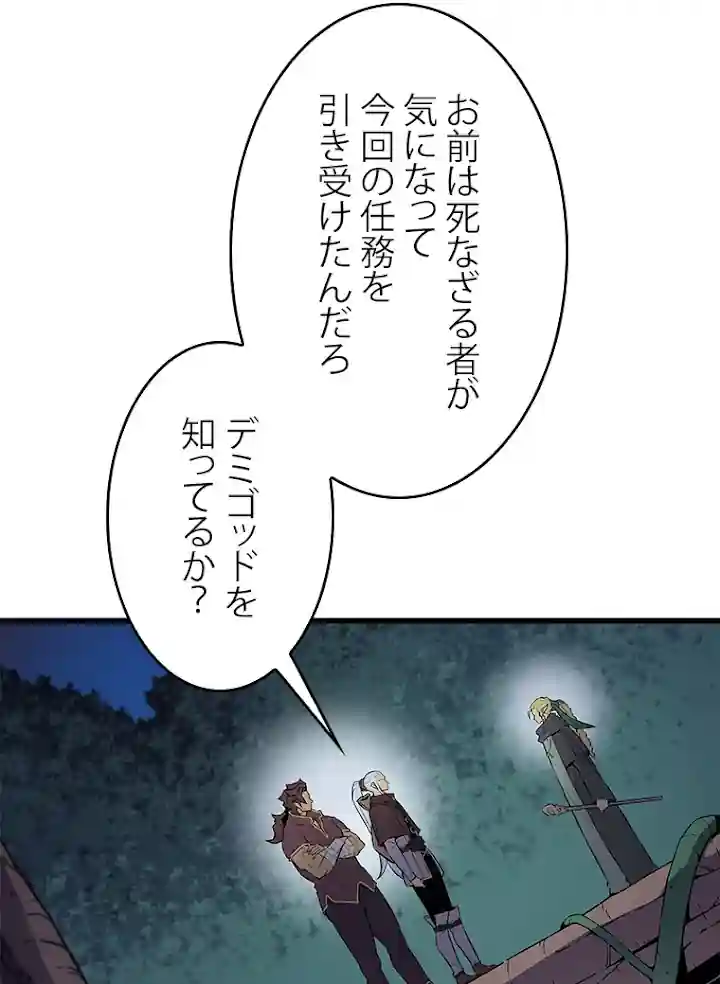 お前は死なざる者が
気になって
今回の任務を
引き受けたんだろ
デミゴッドを
知ってるか？